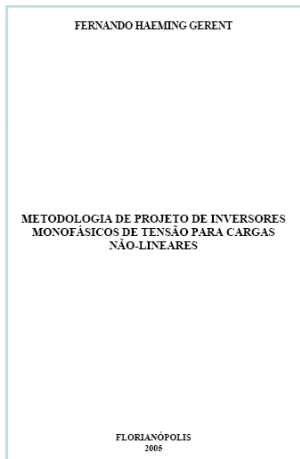 FERNANDO HAEMING GERENT
METODOLOGIA DE PROJETO DE INVERSORES
MONOFÁSICOS DE TENSÃO PARA CARGAS
NÃO-LINEARES
FLORIANÓPOLIS
2005